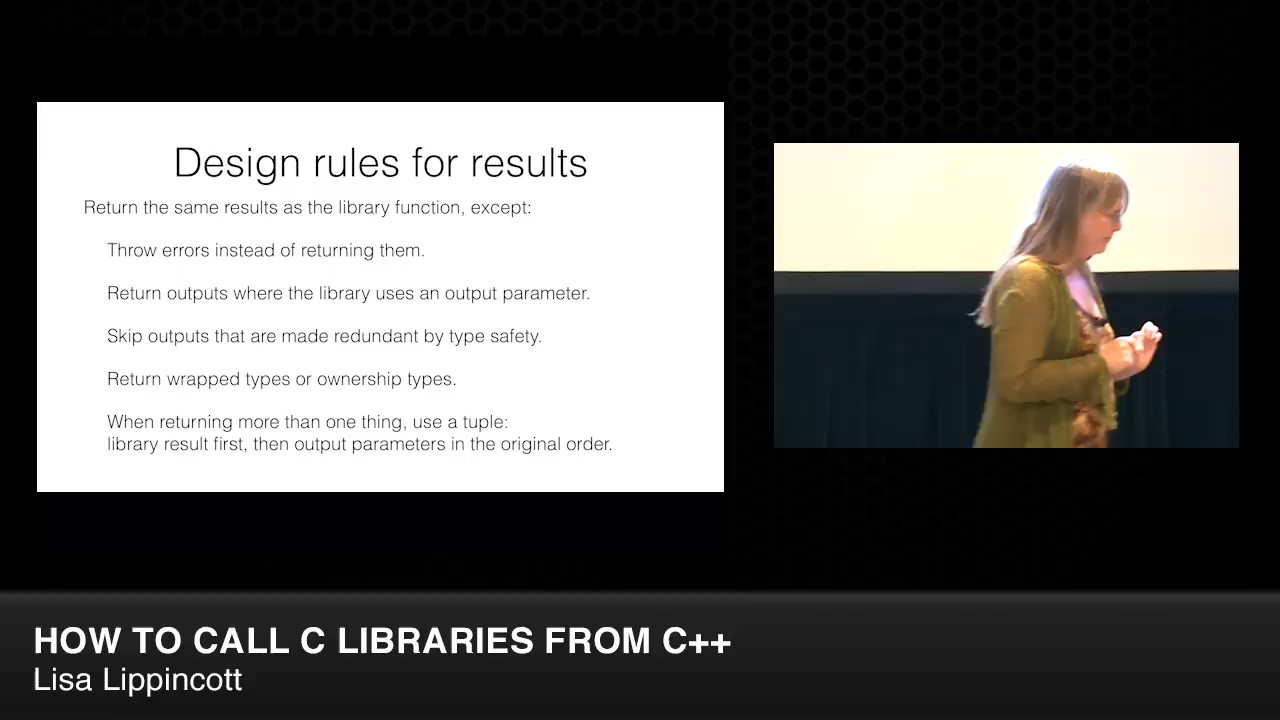 Design rules for results
Return the same results as the library function, except:
Throw errors instead of returning them.
Return outputs where the library uses an output parameter.
Skip outputs that are made redundant by type safety.
Return wrapped types or ownership types.
When returning more than one thing, use a tuple:
library result first, then output parameters in the original order.
HOW TO CALL C LIBRARIES FROM C++
Lisa Lippincott